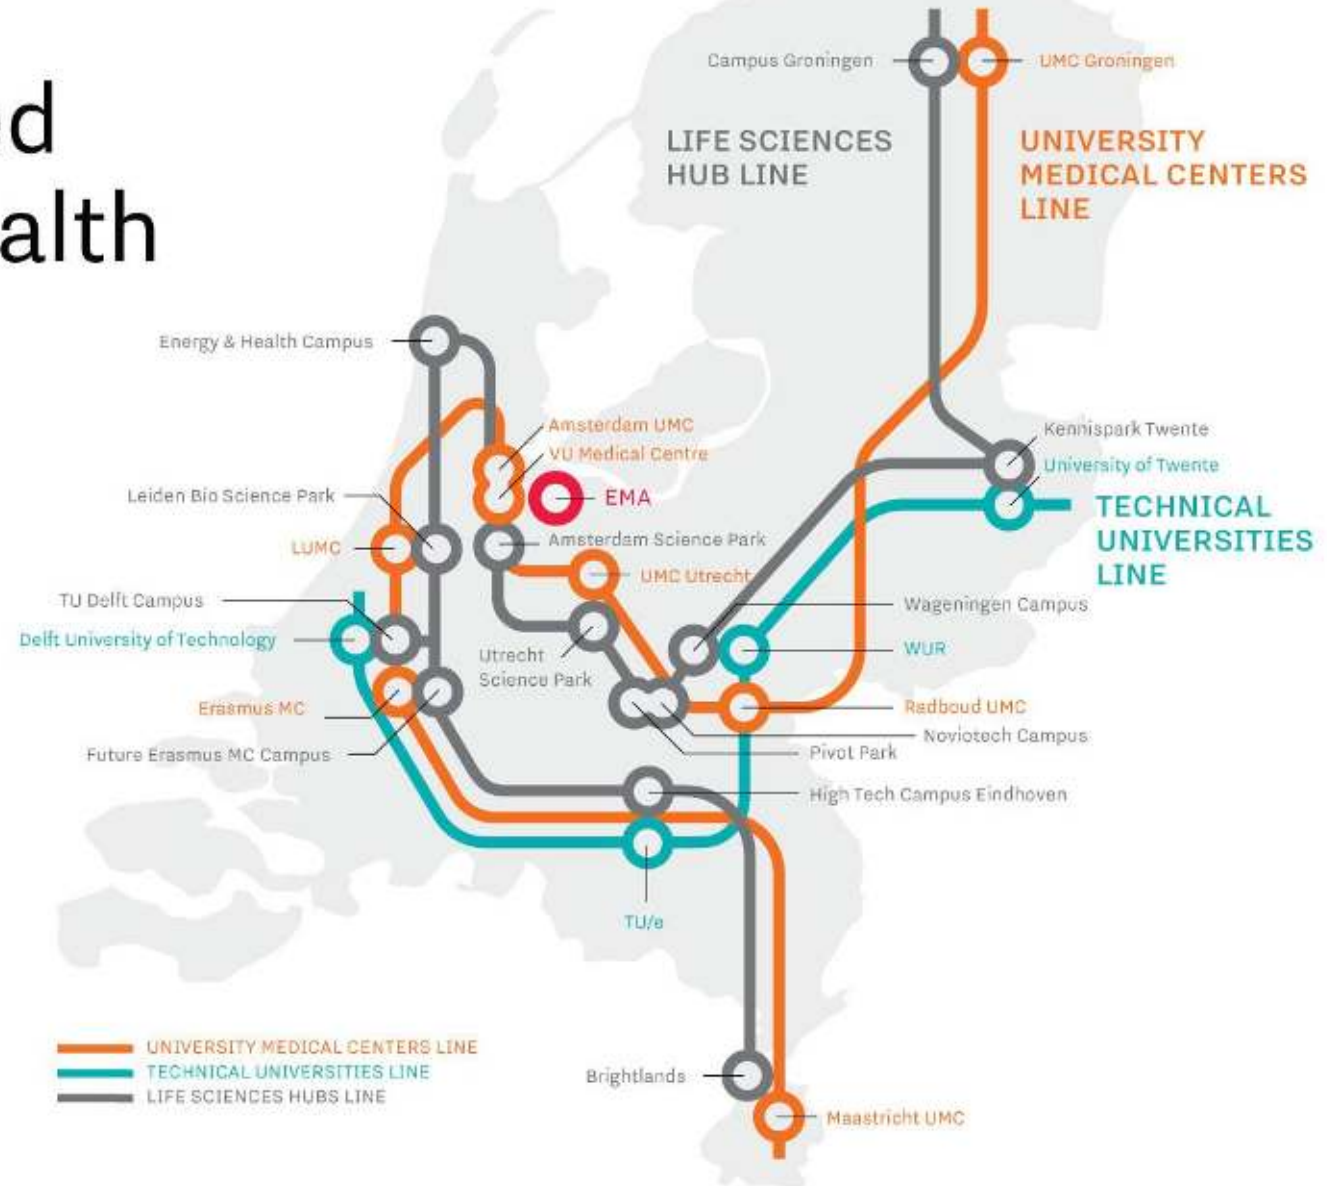 ed
alth
Campus Groningen
UMC Groningen
LIFE SCIENCES
HUB LINE
UNIVERSITY
MEDICAL CENTERS
LINE
Energy & Health Campus
Amsterdam UMC
VU Medical Centre
Kennispark Twente
University of Twente
Leiden Bio Science Park
EMA
TECHNICAL
UNIVERSITIES
LINE
LUMC
Amsterdam Science Park
UMC Utrecht
TU Delft Campus
Wageningen Campus
Delft University of Technology
WUR
Utrecht
Science Park
Erasmus MC
Radboud UMC
Noviotech Campus
Future Erasmus MC Campus
Pivot Park
High Tech Campus Eindhoven
TU/e
UNIVERSITY MEDICAL CENTERS LINE
TECHNICAL UNIVERSITIES LINE
LIFE SCIENCES HUBS LINE
Brightlands
Maastricht UMC